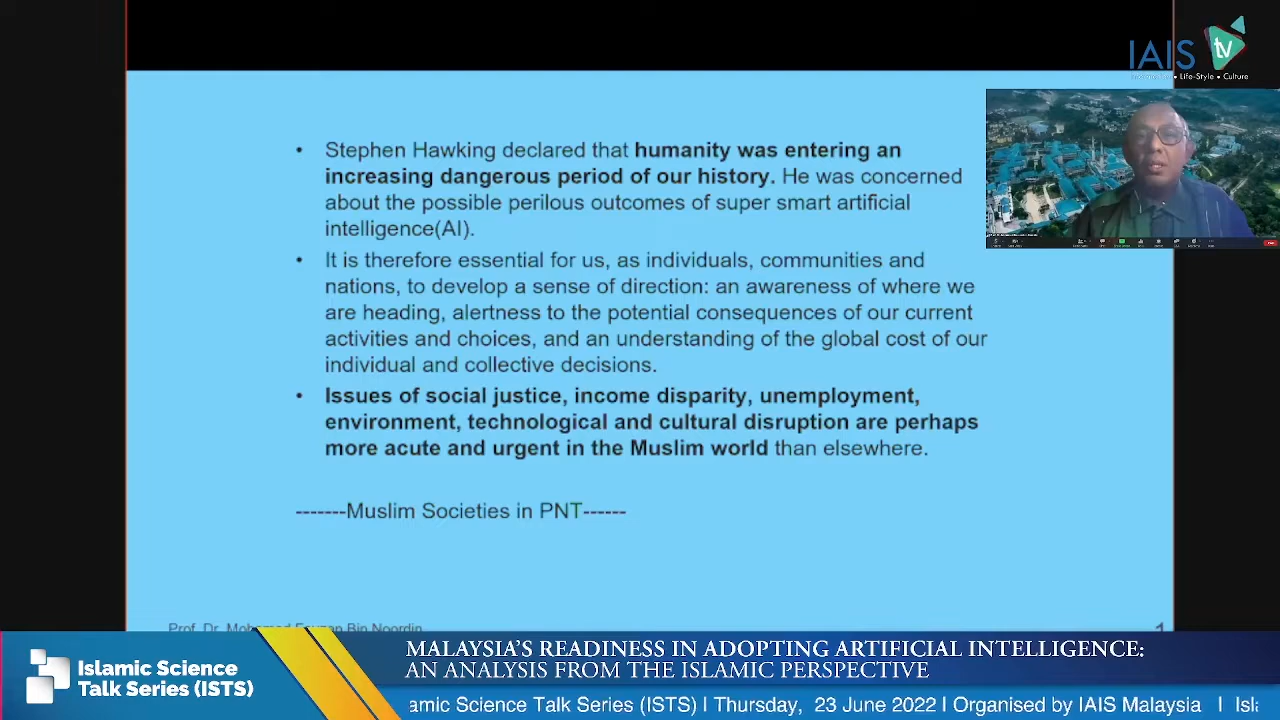 IAIS tv
• Life-Style • Culture
• Stephen Hawking declared that humanity was entering an
increasing dangerous period of our history. He was concerned
about the possible perilous outcomes of super smart artificial
intelligence(AI).
• It is therefore essential for us, as individuals, communities and
nations, to develop a sense of direction: an awareness of where we
are heading, alertness to the potential consequences of our current
activities and choices, and an understanding of the global cost of our
individual and collective decisions.
• Issues of social justice, income disparity, unemployment,
environment, technological and cultural disruption are perhaps
more acute and urgent in the Muslim world than elsewhere.
-------Muslim Societies in PNT------
Prof. Dr. Bin Noordin
1
Islamic Science
Talk Series (ISTS)
MALAYSIA'S READINESS IN ADOPTING ARTIFICIAL INTELLIGENCE:
AN ANALYSIS FROM THE ISLAMIC PERSPECTIVE
amic Science Talk Series (ISTS) I Thursday, 23 June 2022 I Organised by IAIS Malaysia I Isla